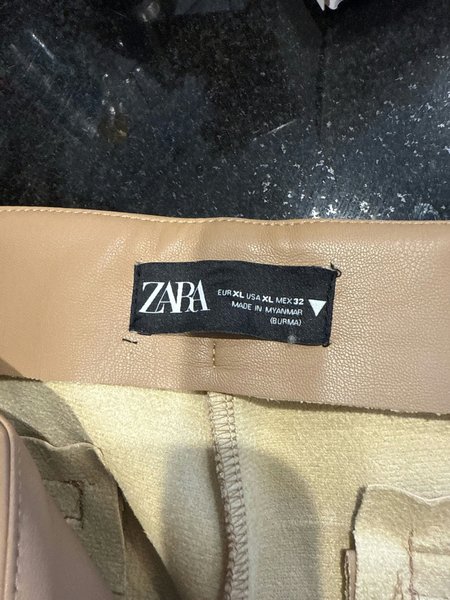 ZARA
EUR XL USA XL MEX 32
MADE IN MYANMAR
(BURMA)